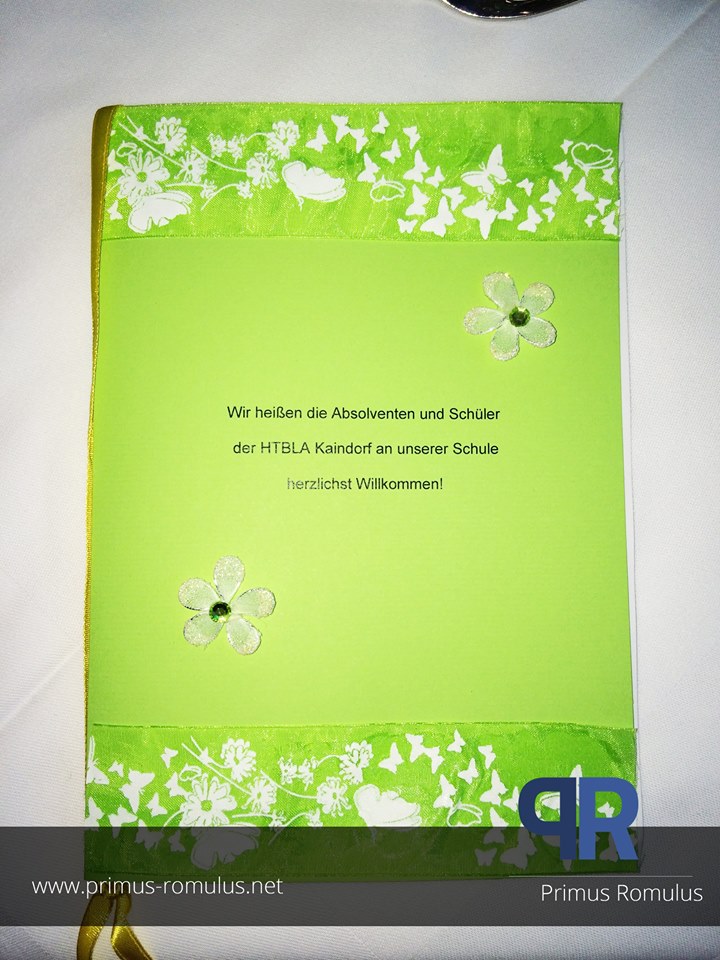 Wir heißen die Absolventen und Schüler
der HTBLA Kaindorf an unserer Schule
herzlichst Willkommen!
PR
www.primus-romulus.net
Primus Romulus